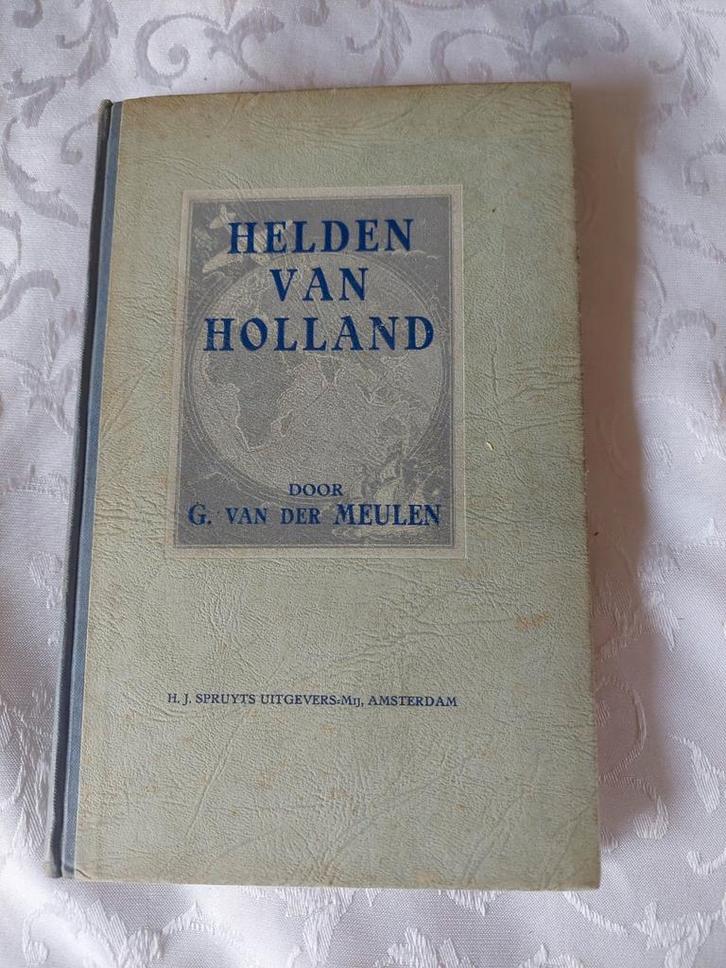 HELDEN
VAN
HOLLAND
DOOR
G. VAN DER MEULEN
H. J. SPRUYTS UITGEVERS-MIJ, AMSTERDAM